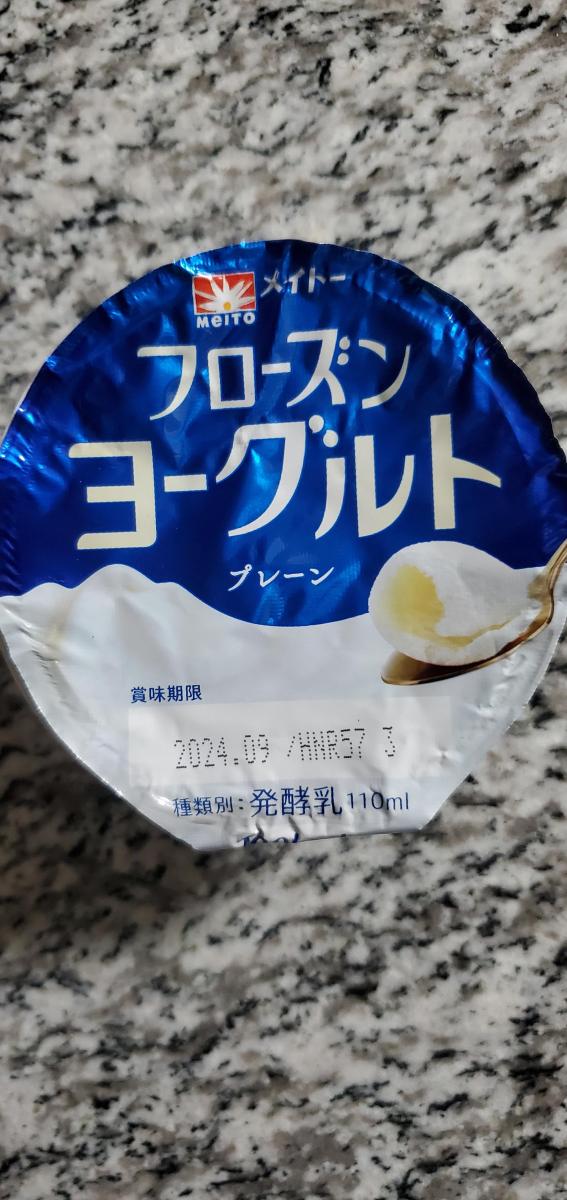 メイトー
MeiTO
フローズン
ヨーグルト
プレーン
賞味期限
2024.09 /HNR57 3
種類別：発酵乳 110ml